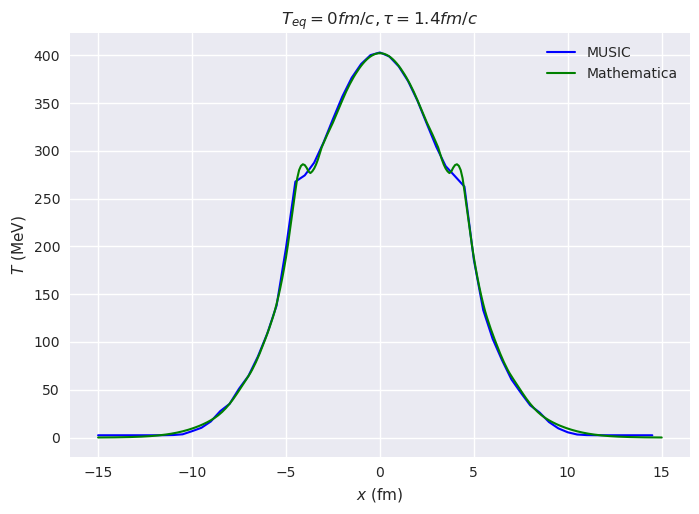 T_eq = 0fm/c, τ = 1.4fm/c
MUSIC
Mathematica
T (MeV)
400
350
300
250
200
150
100
50
0
−15 −10 −5 0 5 10 15
x (fm)